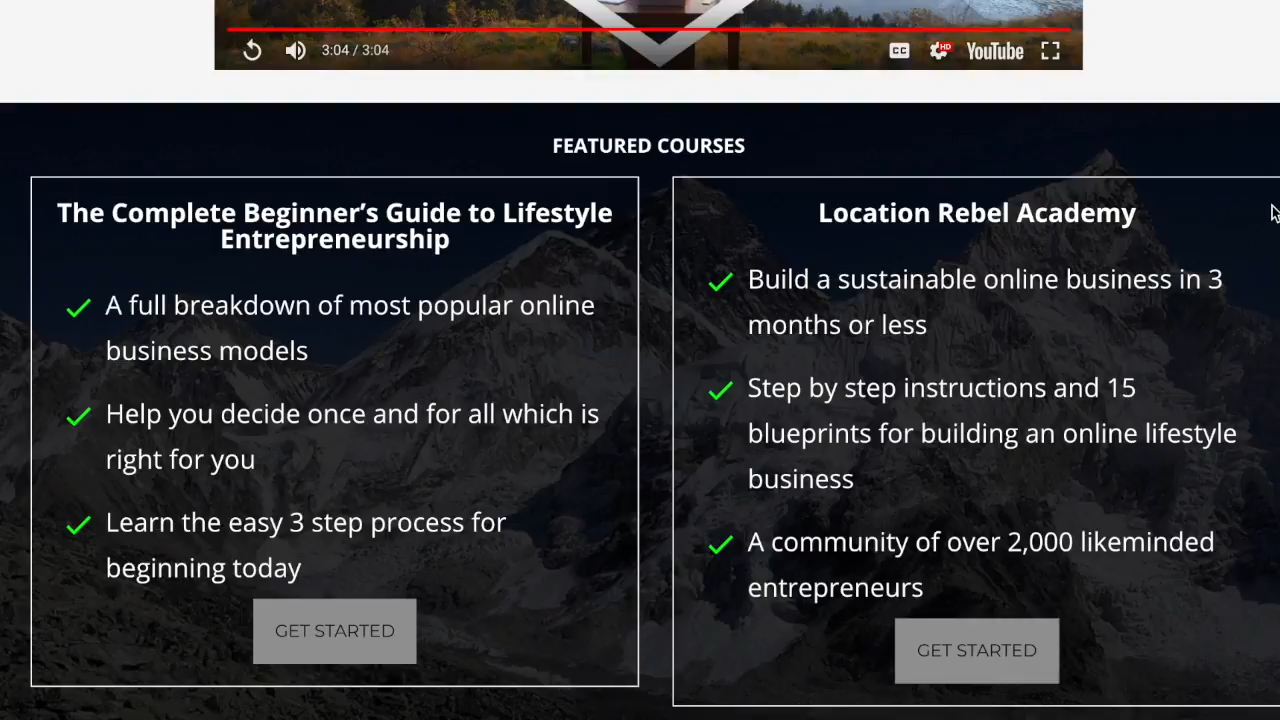 3:04 / 3:04
CC
HD
YouTube
FEATURED COURSES
The Complete Beginner’s Guide to Lifestyle
Entrepreneurship
A full breakdown of most popular online
business models
Help you decide once and for all which is
right for you
Learn the easy 3 step process for
beginning today
GET STARTED
Location Rebel Academy
Build a sustainable online business in 3
months or less
Step by step instructions and 15
blueprints for building an online lifestyle
business
A community of over 2,000 likeminded
entrepreneurs
GET STARTED